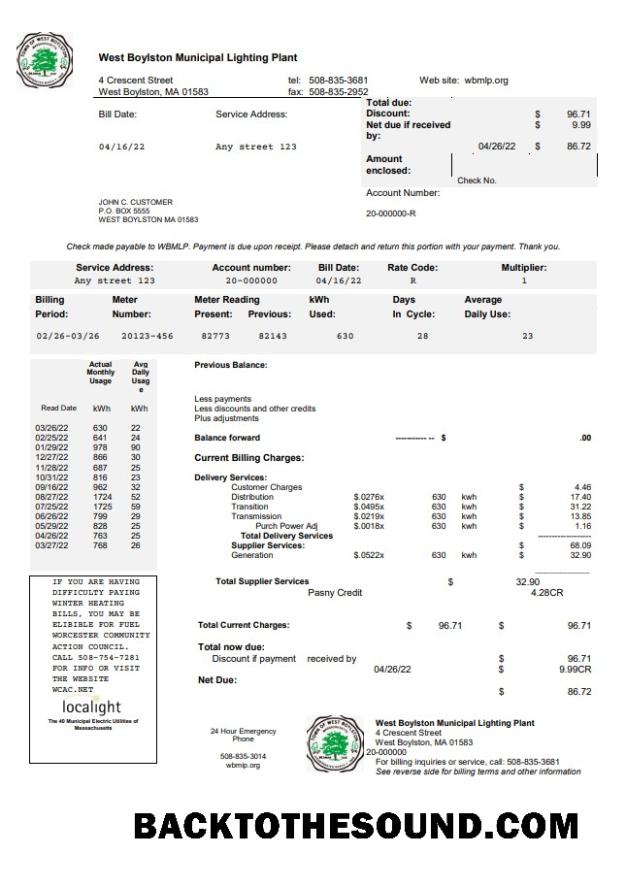 TOWN OF WEST BOYLSTON
West Boylston Municipal Lighting Plant
4 Crescent Street tel: 508-835-3681 Web site: wbmlp.org
West Boylston, MA 01583 fax: 508-835-2952
Bill Date: Service Address:
Total due:
Discount: $ 96.71
Net due if received $ 9.99
by:
04/16/22 Any street 123 04/26/22 $ 86.72
Amount
enclosed:
Check No.
Account Number:
JOHN C. CUSTOMER
P.O. BOX 5555
WEST BOYLSTON MA 01583
20-000000-R
Check made payable to WBMLP. Payment is due upon receipt. Please detach and return this portion with your payment. Thank you.
Service Address: Account number: Bill Date: Rate Code: Multiplier:
Any street 123 20-000000 04/16/22 R 1
Billing Meter Meter Reading kWh Days Average
Period: Number: Present: Previous: Used: In Cycle: Daily Use:
02/26-03/26 20123-456 82773 82143 630 28 23
Actual Monthly Usage Avg Daily Usag e
Read Date kWh kWh
03/26/22 630 22
02/25/22 641 24
01/29/22 978 90
12/27/22 866 30
11/28/22 687 25
10/31/22 816 23
09/16/22 962 32
08/27/22 1724 52
07/25/22 1725 59
06/26/22 799 29
05/29/22 828 25
04/26/22 763 25
03/27/22 768 26
Previous Balance:
Less payments
Less discounts and other credits
Plus adjustments
Balance forward ----------- -- $ .00
Current Billing Charges:
Delivery Services:
Customer Charges $ 4.46
Distribution $.0276x 630 kwh $ 17.40
Transition $.0495x 630 kwh $ 31.22
Transmission $.0219x 630 kwh $ 13.85
Purch Power Adj $.0018x 630 kwh $ 1.16
Total Delivery Services ------------------
Supplier Services: $ 68.09
Generation $.0522x 630 kwh $ 32.90
Total Supplier Services $ 32.90
Pasny Credit 4.28CR
Total Current Charges: $ 96.71 $ 96.71
Total now due:
Discount if payment received by $ 96.71
04/26/22 $ 9.99CR
Net Due:
$ 86.72
IF YOU ARE HAVING
DIFFICULTY PAYING
WINTER HEATING
BILLS, YOU MAY BE
ELIBIBLE FOR FUEL
WORCESTER COMMUNITY
ACTION COUNCIL.
CALL 508-754-7281
FOR INFO OR VISIT
THE WEBSITE
WCAC.NET
localight
The 40 Municipal Electric Utilities of
Massachusetts
24 Hour Emergency
Phone
508-835-3014
wbmlp.org
TOWN OF WEST BOYLSTON
West Boylston Municipal Lighting Plant
4 Crescent Street
West Boylston, MA 01583
20-000000
For billing inquiries or service, call: 508-835-3681
See reverse side for billing terms and other information
BACKTOTHESOUND.COM